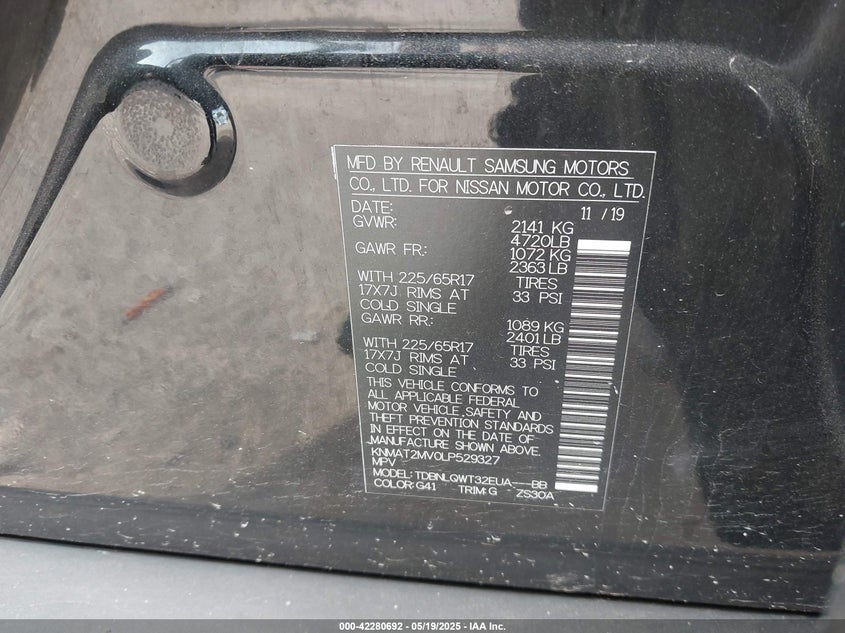 MFD BY RENAULT SAMSUNG MOTORS
CO., LTD. FOR NISSAN MOTOR CO., LTD.
DATE: 11 / 19
GVWR: 2141 KG
4720LB
GAWR FR.: 1072 KG
2363 LB
WITH 225/65R17 TIRES
17X7J RIMS AT 33 PSI
COLD SINGLE
GAWR RR.: 1089 KG
2401 LB
WITH 225/65R17 TIRES
17X7J RIMS AT 33 PSI
COLD SINGLE
THIS VEHICLE CONFORMS TO
ALL APPLICABLE FEDERAL
MOTOR VEHICLE SAFETY AND
THEFT PREVENTION STANDARDS
IN EFFECT ON THE DATE OF
MANUFACTURE SHOWN ABOVE.
KNMAT2MV0LP529327
MPV
MODEL: TDBNLQWT32EUA---BB
COLOR: G41 TRIM: G ZS30A
000-42280692 - 05/19/2025 - IAA Inc.